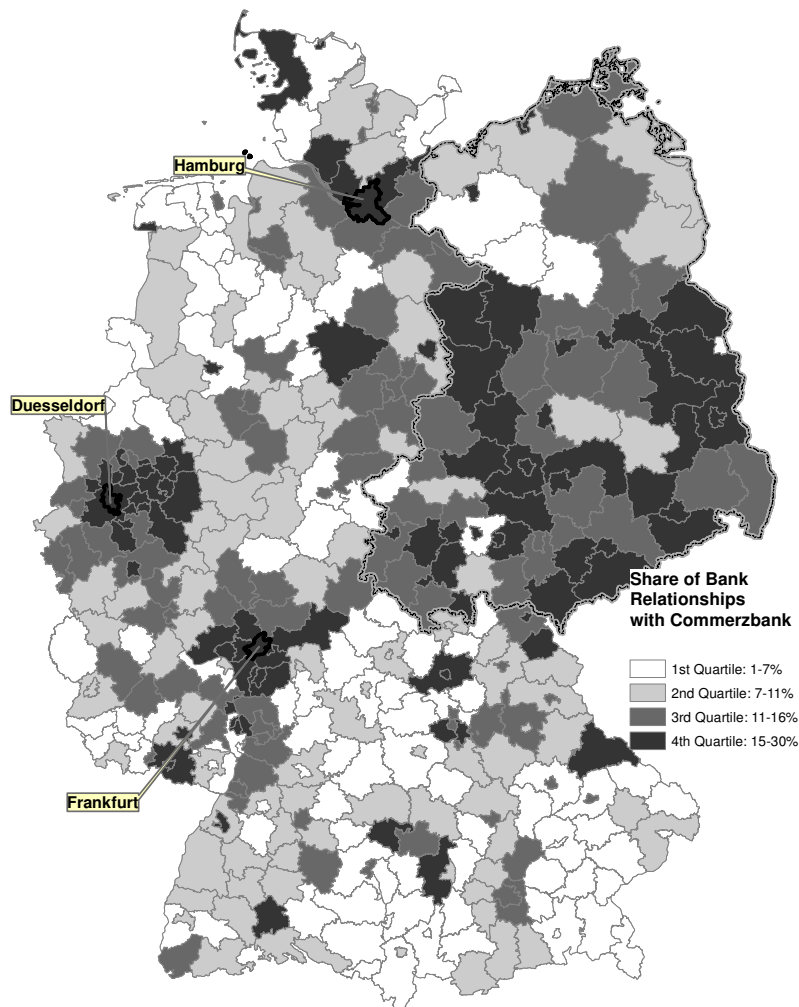 Hamburg
Duesseldorf
Share of Bank
Relationships
with Commerzbank
1st Quartile: 1-7%
2nd Quartile: 7-11%
3rd Quartile: 11-16%
4th Quartile: 15-30%
Frankfurt